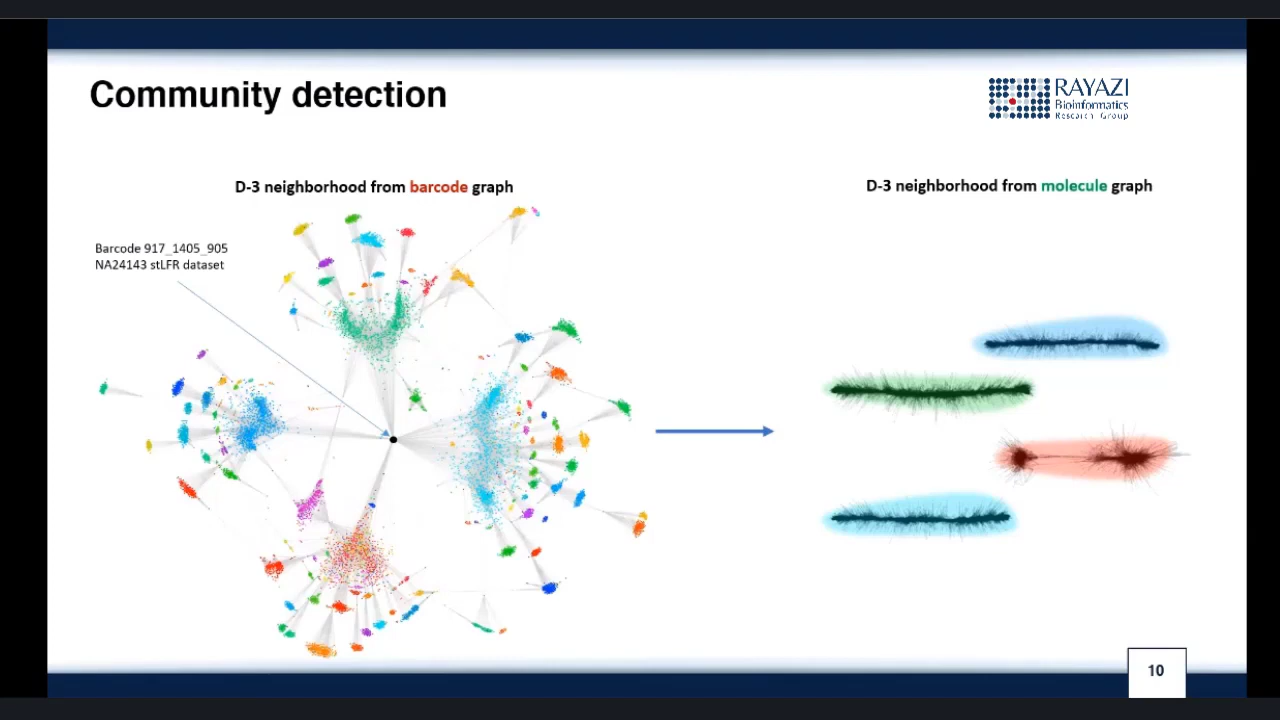 Community detection
RAYAZI
Bioinformatics
Research Group
D-3 neighborhood from barcode graph
D-3 neighborhood from molecule graph
Barcode 917_1405_905
NA24143 stLFR dataset
10